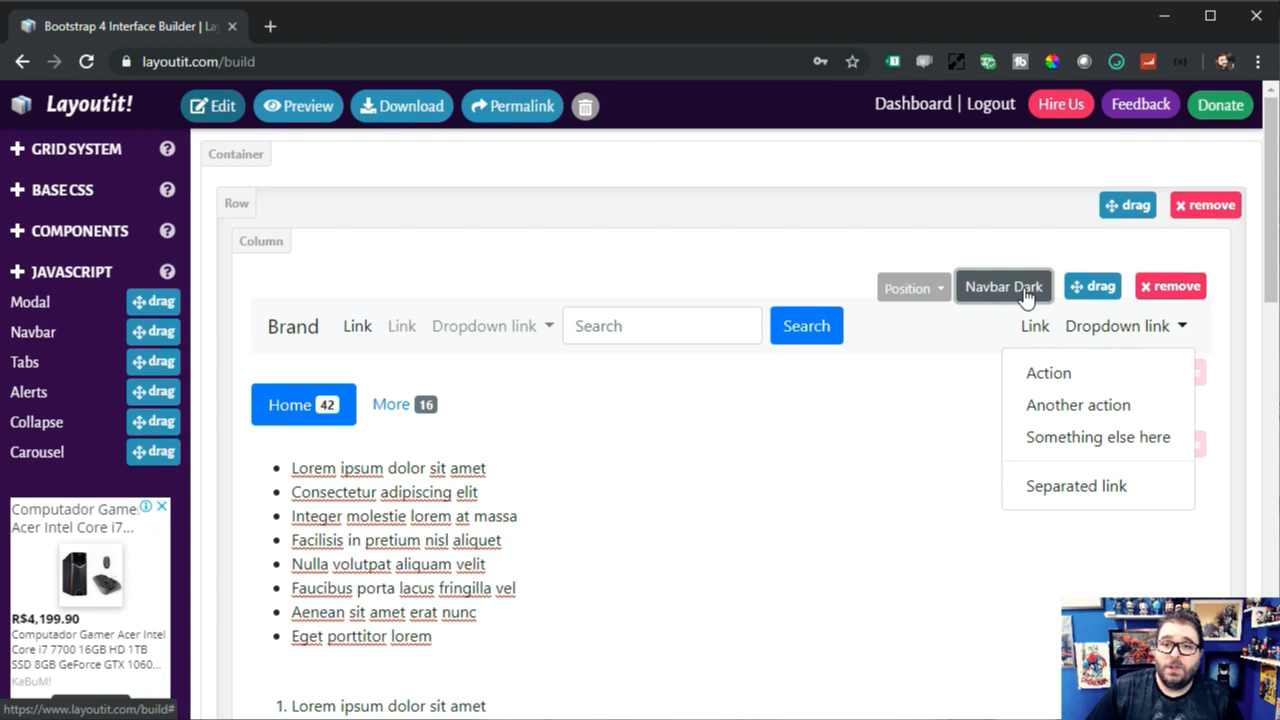 Bootstrap 4 Interface Builder | La
layoutit.com/build
Layoutit!
Edit
Preview
Download
Permalink
Dashboard | Logout
Hire Us
Feedback
Donate
GRID SYSTEM
BASE CSS
COMPONENTS
JAVASCRIPT
Modal drag
Navbar drag
Tabs drag
Alerts drag
Collapse drag
Carousel drag
Computador Game
Acer Intel Core i7...
R$4,199.90
Computador Gamer Acer Intel
Core i7 7700 16GB HD 1TB
SSD 8GB GeForce GTX 1060...
KaBuM!
https://www.layoutit.com/build#
Container
Row
drag
remove
Column
Position
Navbar Dark
drag
remove
Brand Link Link Dropdown link Search Search Link Dropdown link
Action
Another action
Something else here
Separated link
Home 42 More 16
Lorem ipsum dolor sit amet
Consectetur adipiscing elit
Integer molestie lorem at massa
Facilisis in pretium nisl aliquet
Nulla volutpat aliquam velit
Faucibus porta lacus fringilla vel
Aenean sit amet erat nunc
Eget porttitor lorem
1. Lorem ipsum dolor sit amet